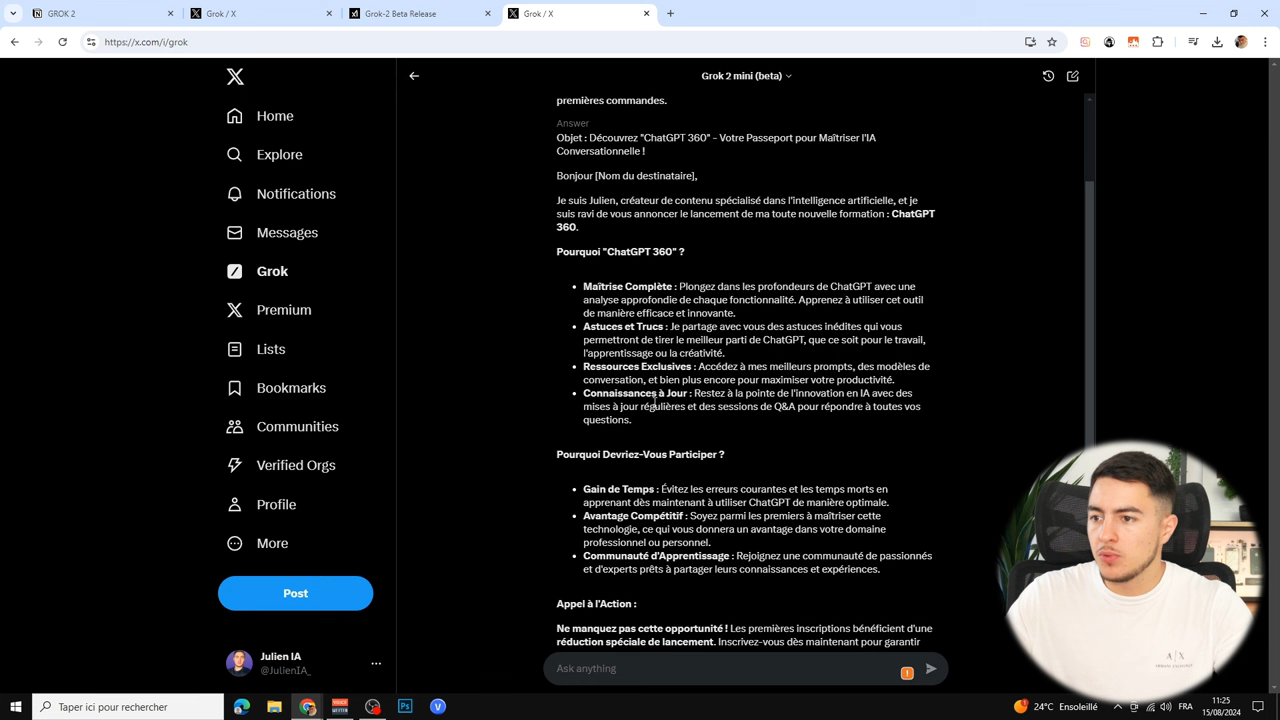 GROK 2
Grok / X
Grok-2 Beta Release
Grok / X
https://x.com/i/grok
Home
Explore
Notifications
Messages
Grok
Premium
Lists
Bookmarks
Communities
Verified Orgs
Profile
More
Post
Julien IA
@JulienIA_
Grok 2 mini (beta)
premières commandes.
Answer
Objet : Découvrez "ChatGPT 360" - Votre Passeport pour Maîtriser l'IA
Conversationnelle !
Bonjour [Nom du destinataire],
Je suis Julien, créateur de contenu spécialisé dans l'intelligence artificielle, et je
suis ravi de vous annoncer le lancement de ma toute nouvelle formation : ChatGPT
360.
Pourquoi "ChatGPT 360" ?
• Maîtrise Complète : Plongez dans les profondeurs de ChatGPT avec une
analyse approfondie de chaque fonctionnalité. Apprenez à utiliser cet outil
de manière efficace et innovante.
• Astuces et Trucs : Je partage avec vous des astuces inédites qui vous
permettront de tirer le meilleur parti de ChatGPT, que ce soit pour le travail,
l'apprentissage ou la créativité.
• Ressources Exclusives : Accédez à mes meilleurs prompts, des modèles de
conversation, et bien plus encore pour maximiser votre productivité.
• Connaissances à Jour : Restez à la pointe de l'innovation en IA avec des
mises à jour régulières et des sessions de Q&A pour répondre à toutes vos
questions.
Pourquoi Devriez-Vous Participer ?
• Gain de Temps : Évitez les erreurs courantes et les temps morts en
apprenant dès maintenant à utiliser ChatGPT de manière optimale.
• Avantage Compétitif : Soyez parmi les premiers à maîtriser cette
technologie, ce qui vous donnera un avantage dans votre domaine
professionnel ou personnel.
• Communauté d'Apprentissage : Rejoignez une communauté de passionnés
et d'experts prêts à partager leurs connaissances et expériences.
Appel à l'Action :
Ne manquez pas cette opportunité ! Les premières inscriptions bénéficient d'une
réduction spéciale de lancement. Inscrivez-vous dès maintenant pour garantir
Ask anything
A|X
Taper ici pour rechercher
24°C Ensoleillé
FRA
11:25
15/08/2024